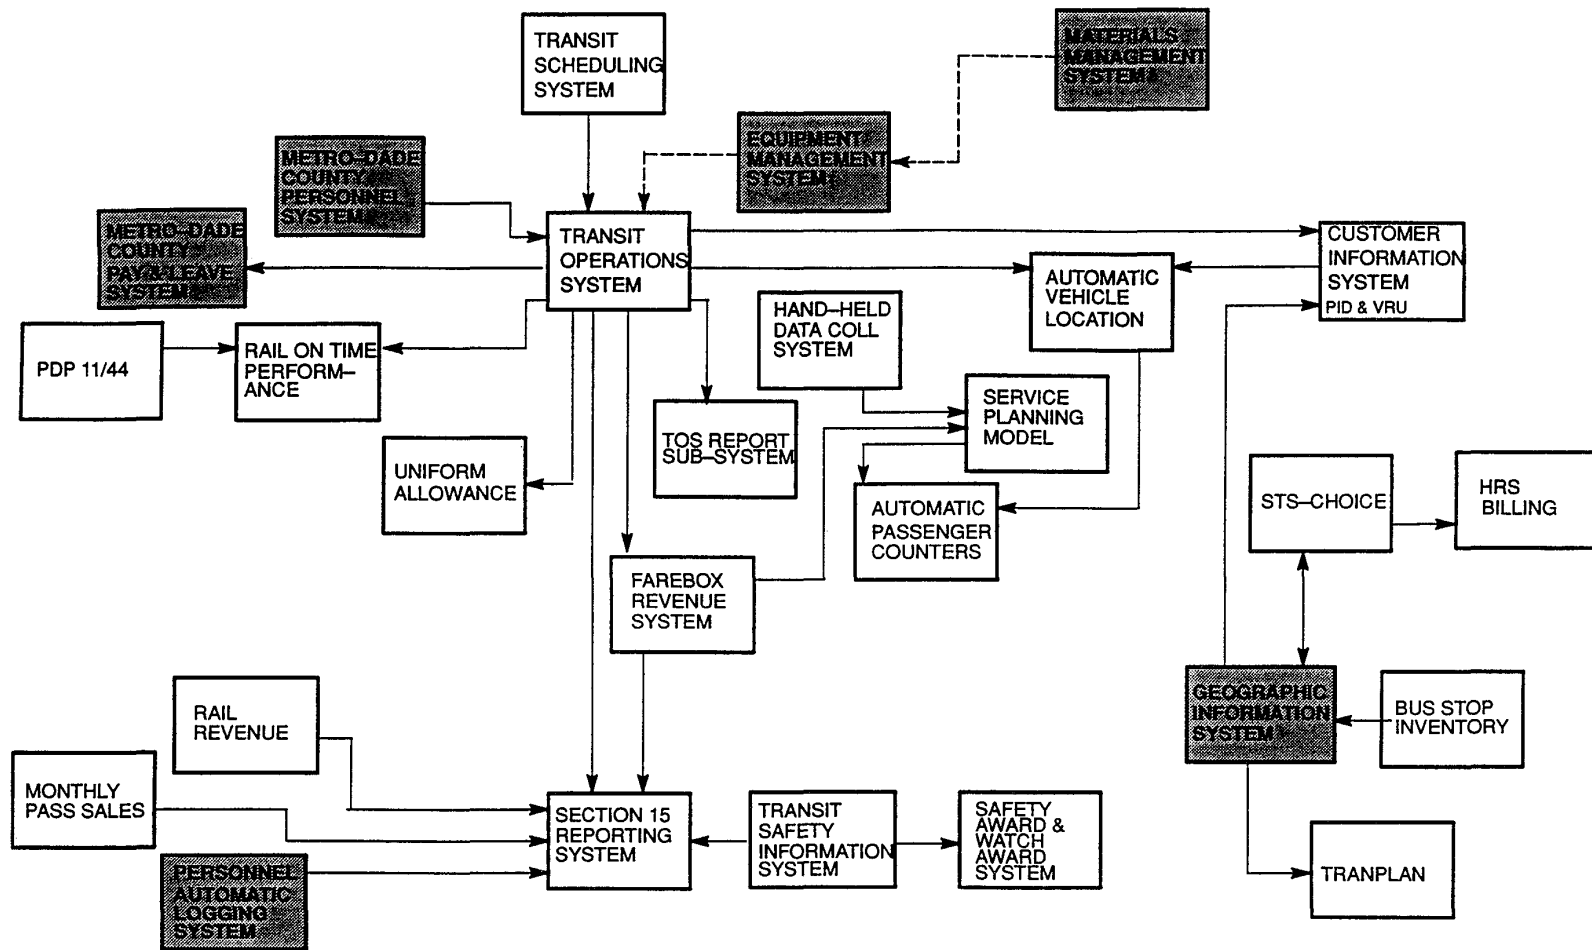 TRANSIT
SCHEDULING
SYSTEM
MATERIALS
MANAGEMENT
SYSTEM
EQUIPMENT
MANAGEMENT
SYSTEM
METRO–DADE
COUNTY
PERSONNEL
SYSTEM
METRO–DADE
COUNTY
PAY & LEAVE
SYSTEM
TRANSIT
OPERATIONS
SYSTEM
CUSTOMER
INFORMATION
SYSTEM
PID & VRU
AUTOMATIC
VEHICLE
LOCATION
HAND–HELD
DATA COLL
SYSTEM
PDP 11/44
RAIL ON TIME
PERFORM–
ANCE
SERVICE
PLANNING
MODEL
TOS REPORT
SUB–SYSTEM
UNIFORM
ALLOWANCE
AUTOMATIC
PASSENGER
COUNTERS
STS–CHOICE
HRS
BILLING
FAREBOX
REVENUE
SYSTEM
RAIL
REVENUE
GEOGRAPHIC
INFORMATION
SYSTEM
BUS STOP
INVENTORY
MONTHLY
PASS SALES
SECTION 15
REPORTING
SYSTEM
TRANSIT
SAFETY
INFORMATION
SYSTEM
SAFETY
AWARD &
WATCH
AWARD
SYSTEM
TRANPLAN
PERSONNEL
AUTOMATIC
LOGGING
SYSTEM